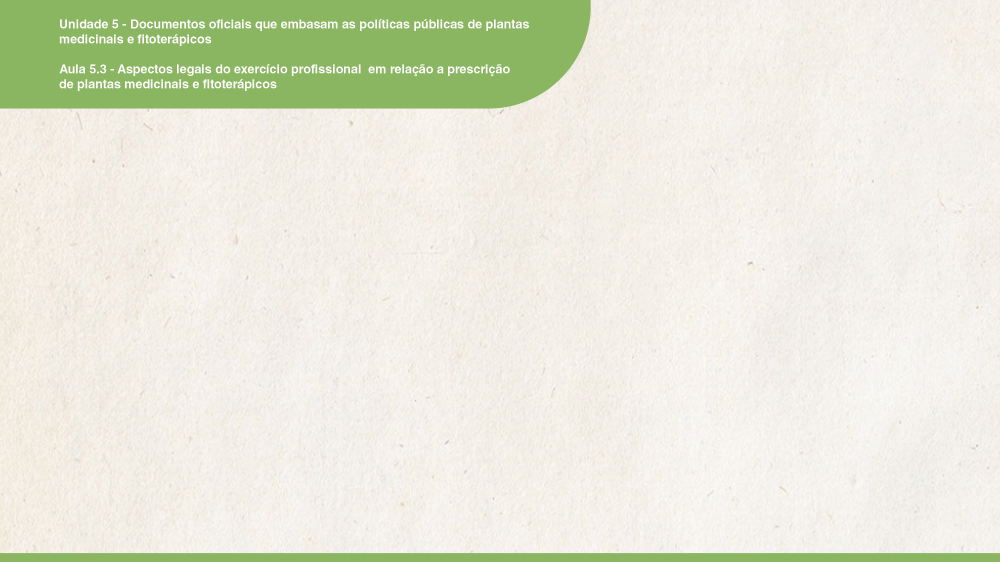 Unidade 5 - Documentos oficiais que embasam as políticas públicas de plantas
medicinais e fitoterápicos
Aula 5.3 - Aspectos legais do exercício profissional  em relação a prescrição
de plantas medicinais e fitoterápicos